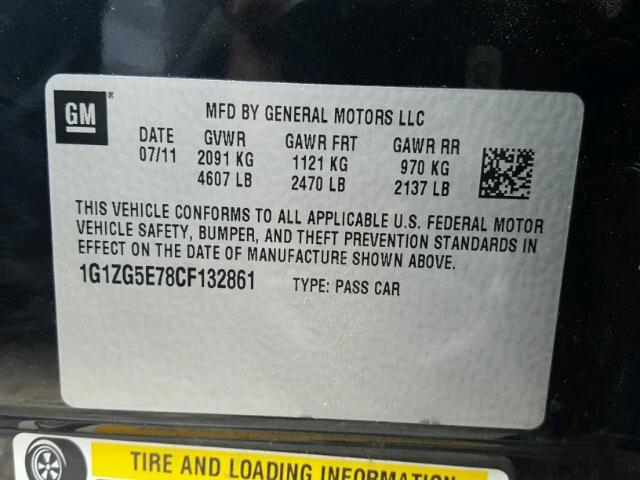 GM®
MFD BY GENERAL MOTORS LLC
DATE GVWR GAWR FRT GAWR RR
07/11 2091 KG 1121 KG 970 KG
4607 LB 2470 LB 2137 LB
THIS VEHICLE CONFORMS TO ALL APPLICABLE U.S. FEDERAL MOTOR
VEHICLE SAFETY, BUMPER, AND THEFT PREVENTION STANDARDS IN
EFFECT ON THE DATE OF MANUFACTURE SHOWN ABOVE.
1G1ZG5E78CF132861 TYPE: PASS CAR
TIRE AND LOADING INFORMATION